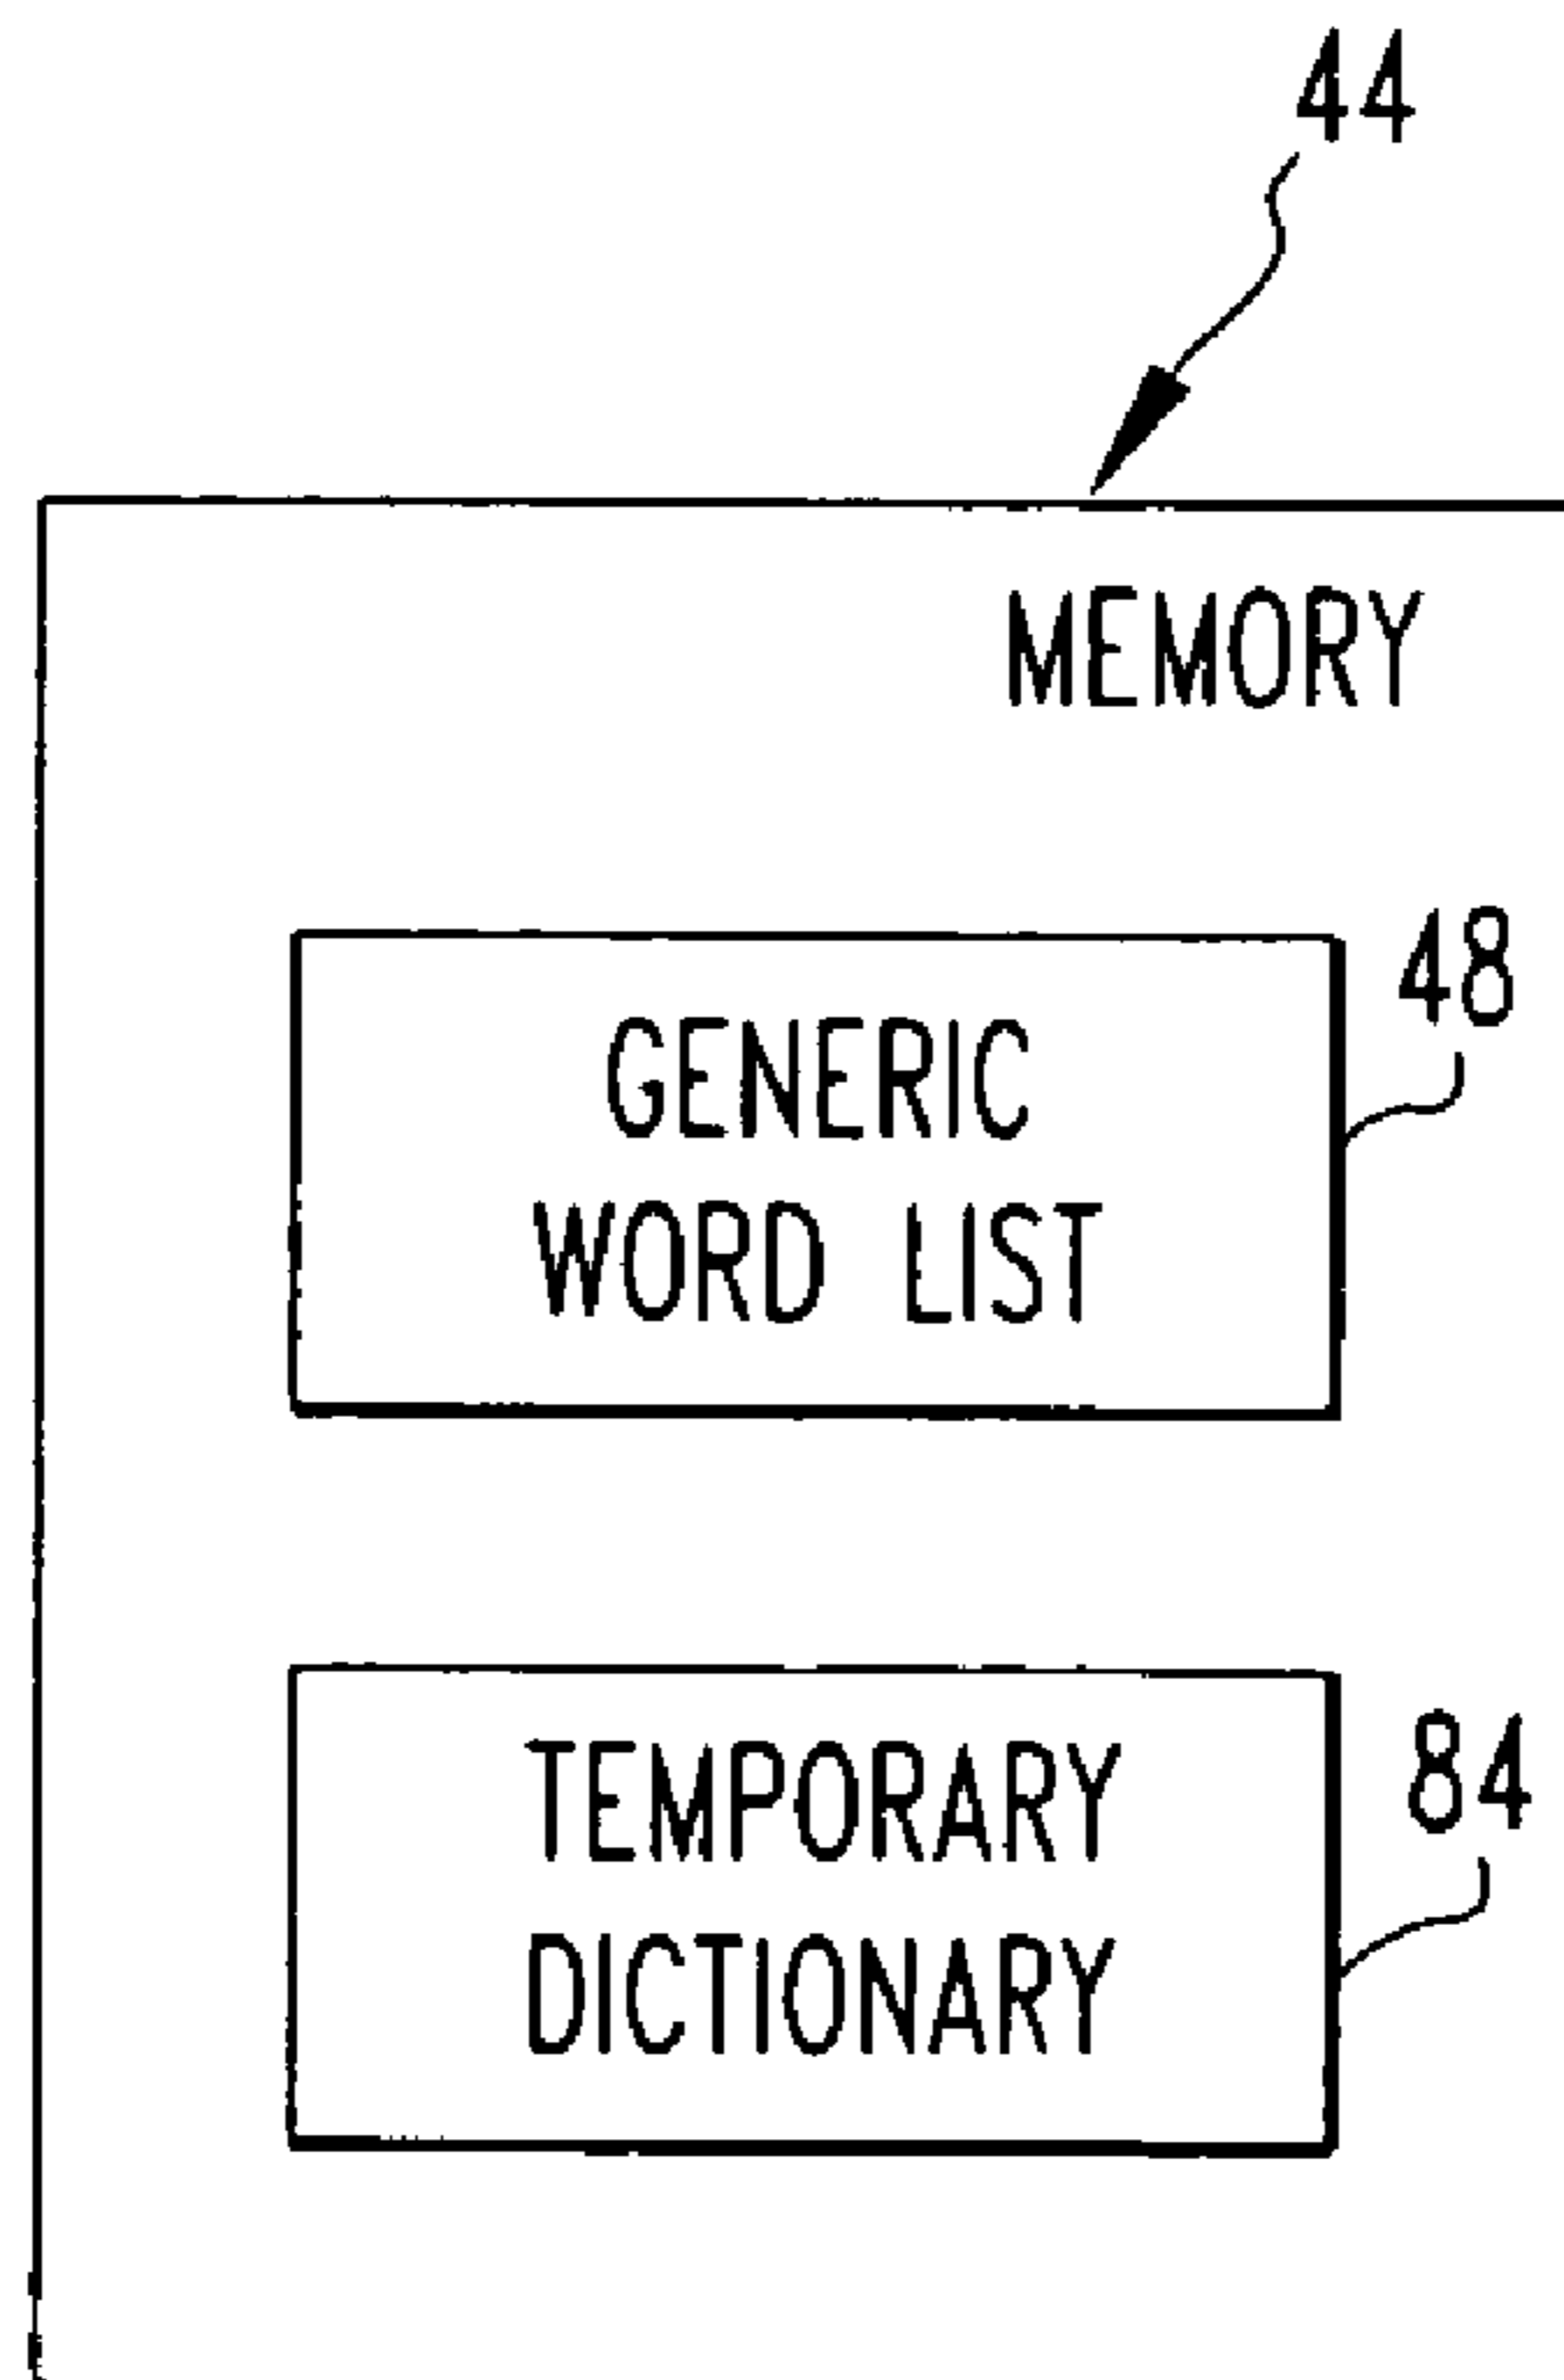 44
MEMORY
48
GENERIC
WORD LIST
84
TEMPORARY
DICTIONARY